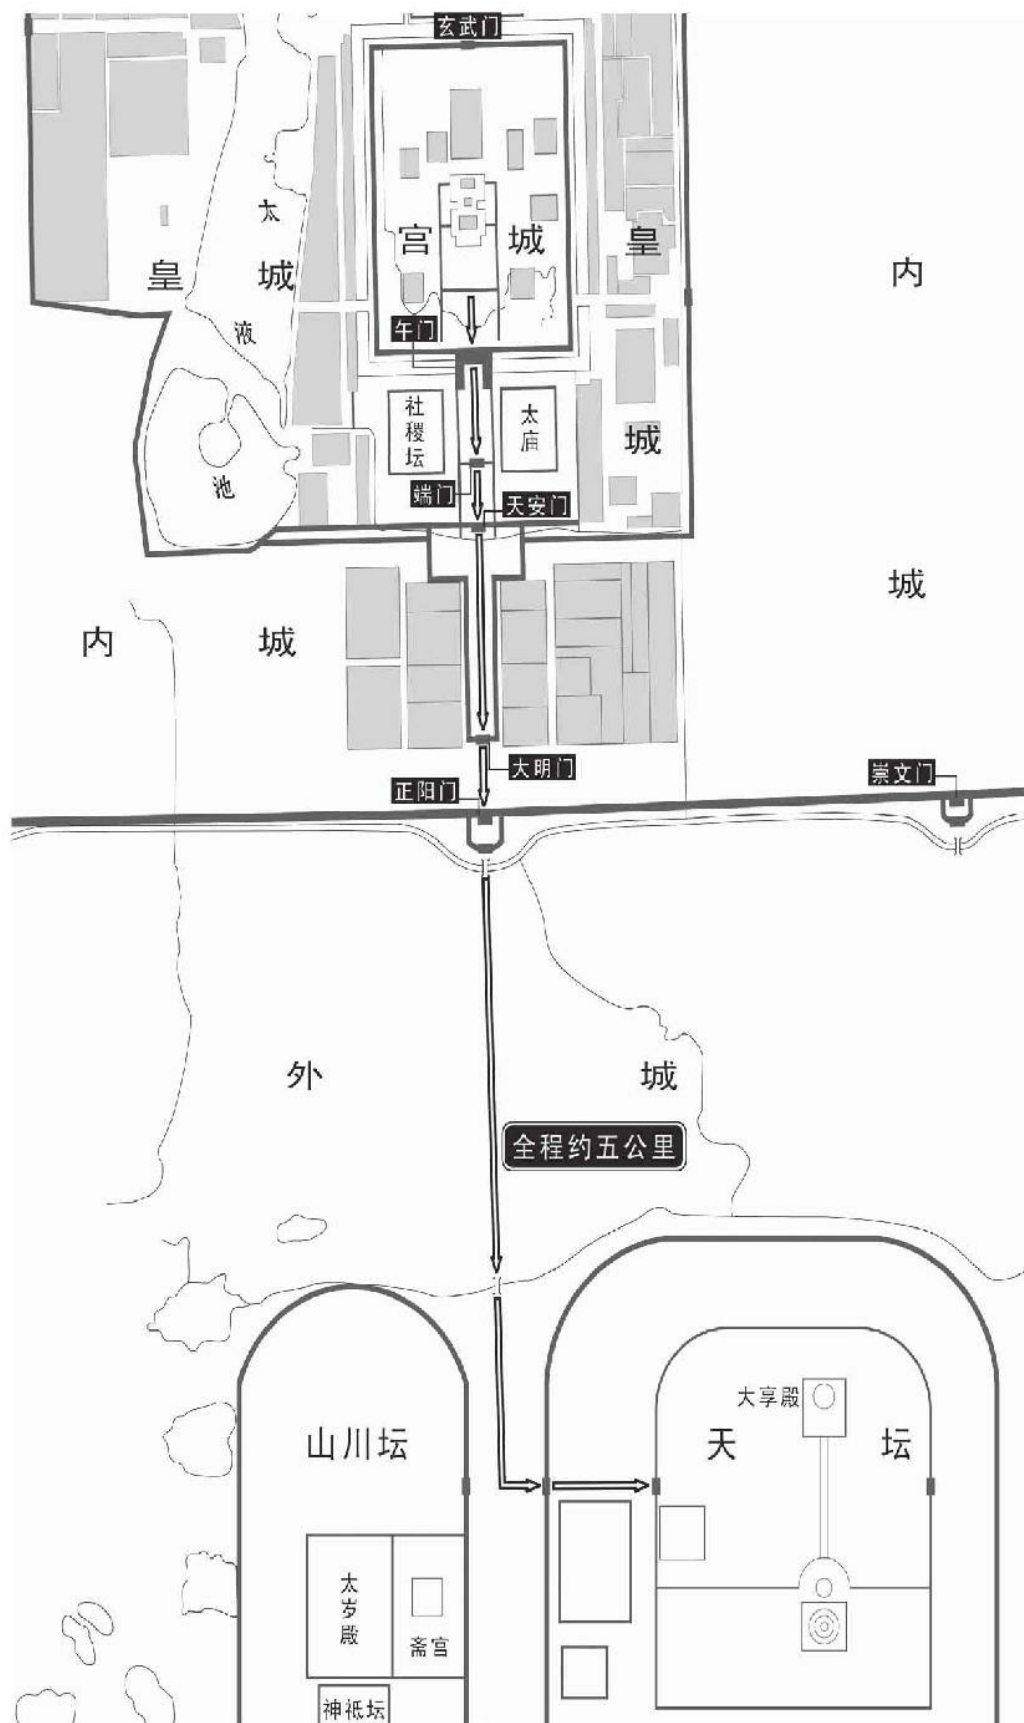 玄武门
太
宫城
皇城
皇
内
液
午门
社稷坛
太庙
城
池
端门
天安门
城
内城
大明门
崇文门
正阳门
外城
全程约五公里
大享殿
山川坛
天坛
太岁殿
斋宫
神祇坛